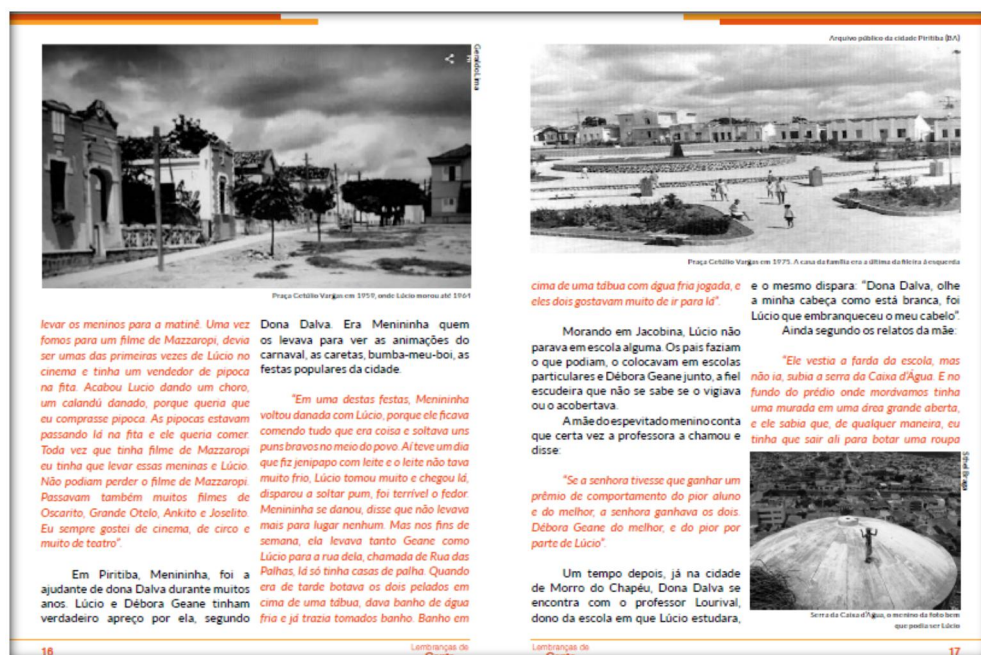 Geraldo Lima
Praça Getúlio Vargas em 1959, onde Lúcio morou até 1964
levar os meninos para a matinê. Uma vez
fomos para um filme de Mazzaropi, devia
ser umas das primeiras vezes de Lúcio no
cinema e tinha um vendedor de pipoca
na fita. Acabou Lucio dando um choro,
um calandú danado, porque queria que
eu comprasse pipoca. As pipocas estavam
passando lá na fita e ele queria comer.
Toda vez que tinha filme de Mazzaropi
eu tinha que levar essas meninas e Lúcio.
Não podiam perder o filme de Mazzaropi.
Passavam também muitos filmes de
Oscarito, Grande Otelo, Ankito e Joselito.
Eu sempre gostei de cinema, de circo e
muito de teatro”.
Em Piritiba, Menininha, foi a
ajudante de dona Dalva durante muitos
anos. Lúcio e Débora Geane tinham
verdadeiro apreço por ela, segundo
Dona Dalva. Era Menininha quem
os levava para ver as animações do
carnaval, as caretas, bumba-meu-boi, as
festas populares da cidade.
“Em uma destas festas, Menininha
voltou danada com Lúcio, porque ele ficava
comendo tudo que era coisa e soltava uns
puns bravos no meio do povo. Aí teve um dia
que fiz jenipapo com leite e o leite não tava
muito frio, Lúcio tomou muito e chegou lá,
disparou a soltar pum, foi terrível o fedor.
Menininha se danou, disse que não levava
mais para lugar nenhum. Mas nos fins de
semana, ela levava tanto Geane como
Lúcio para a rua dela, chamada de Rua das
Palhas, lá só tinha casas de palha. Quando
era de tarde botava os dois pelados em
cima de uma tábua, dava banho de água
fria e já trazia tomados banho. Banho em
16
Lembranças de
Arquivo público da cidade Piritiba (BA)
Praça Getúlio Vargas em 1975. A casa da família era a última da fileira à esquerda
cima de uma tábua com água fria jogada, e
eles dois gostavam muito de ir para lá”.
Morando em Jacobina, Lúcio não
parava em escola alguma. Os pais faziam
o que podiam, o colocavam em escolas
particulares e Débora Geane junto, a fiel
escudeira que não se sabe se o vigiava
ou o acobertava.
A mãe do espevitado menino conta
que certa vez a professora a chamou e
disse:
“Se a senhora tivesse que ganhar um
prêmio de comportamento do pior aluno
e do melhor, a senhora ganhava os dois.
Débora Geane do melhor, e do pior por
parte de Lúcio”.
Um tempo depois, já na cidade
de Morro do Chapéu, Dona Dalva se
encontra com o professor Lourival,
dono da escola em que Lúcio estudara,
e o mesmo dispara: “Dona Dalva, olhe
a minha cabeça como está branca, foi
Lúcio que embranqueceu o meu cabelo”.
Ainda segundo os relatos da mãe:
“Ele vestia a farda da escola, mas
não ia, subia a serra da Caixa d’Água. E no
fundo do prédio onde morávamos tinha
uma murada em uma área grande aberta,
e ele sabia que, de qualquer maneira, eu
tinha que sair ali para botar uma roupa
Serra da Caixa d’Água, o menino da foto bem
que podia ser Lúcio
Lembranças de
17